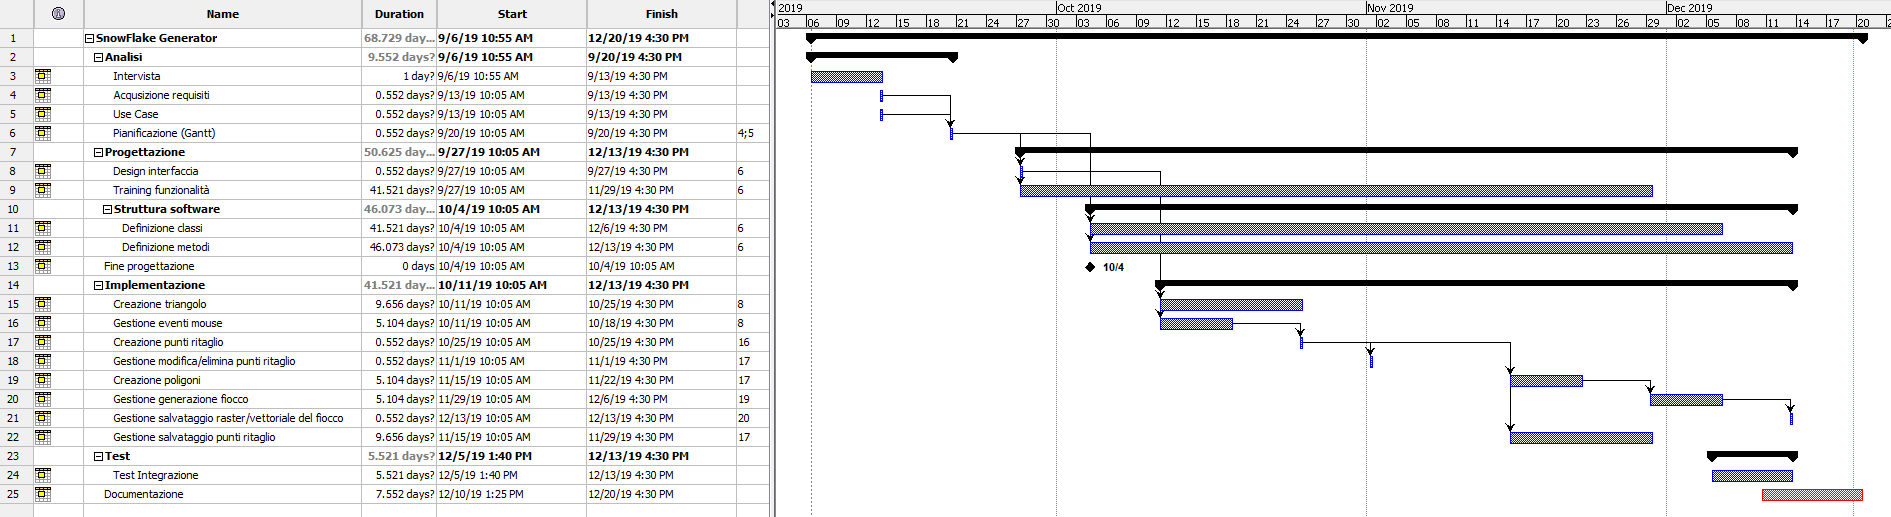 Name Duration Start Finish
2019 Oct 2019 Nov 2019 Dec 2019
03 06 09 12 15 18 21 24 27 30 03 06 09 12 15 18 21 24 27 30 02 05 08 11 14 17 20 23 26 29 02 05 08 11 14 17 20 2
1 SnowFlake Generator 68.729 day... 9/6/19 10:55 AM 12/20/19 4:30 PM
2 Analisi 9.552 days? 9/6/19 10:55 AM 9/20/19 4:30 PM
3 Intervista 1 day? 9/6/19 10:55 AM 9/13/19 4:30 PM
4 Acqusizione requisiti 0.552 days? 9/13/19 10:05 AM 9/13/19 4:30 PM
5 Use Case 0.552 days? 9/13/19 10:05 AM 9/13/19 4:30 PM
6 Pianificazione (Gantt) 0.552 days? 9/20/19 10:05 AM 9/20/19 4:30 PM 4;5
7 Progettazione 50.625 day... 9/27/19 10:05 AM 12/13/19 4:30 PM
8 Design interfaccia 0.552 days? 9/27/19 10:05 AM 9/27/19 4:30 PM 6
9 Training funzionalità 41.521 days? 9/27/19 10:05 AM 11/29/19 4:30 PM 6
10 Struttura software 46.073 day... 10/4/19 10:05 AM 12/13/19 4:30 PM
11 Definizione classi 41.521 days? 10/4/19 10:05 AM 12/6/19 4:30 PM 6
12 Definizione metodi 46.073 days? 10/4/19 10:05 AM 12/13/19 4:30 PM 6
13 Fine progettazione 0 days 10/4/19 10:05 AM 10/4/19 10:05 AM 10/4
14 Implementazione 41.521 day... 10/11/19 10:05 AM 12/13/19 4:30 PM
15 Creazione triangolo 9.656 days? 10/11/19 10:05 AM 10/25/19 4:30 PM 8
16 Gestione eventi mouse 5.104 days? 10/11/19 10:05 AM 10/18/19 4:30 PM 8
17 Creazione punti ritaglio 0.552 days? 10/25/19 10:05 AM 10/25/19 4:30 PM 16
18 Gestione modifica/elimina punti ritaglio 0.552 days? 11/1/19 10:05 AM 11/1/19 4:30 PM 17
19 Creazione poligoni 5.104 days? 11/15/19 10:05 AM 11/22/19 4:30 PM 17
20 Gestione generazione fiocco 5.104 days? 11/29/19 10:05 AM 12/6/19 4:30 PM 19
21 Gestione salvataggio raster/vettoriale del fiocco 0.552 days? 12/13/19 10:05 AM 12/13/19 4:30 PM 20
22 Gestione salvataggio punti ritaglio 9.656 days? 11/15/19 10:05 AM 11/29/19 4:30 PM 17
23 Test 5.521 days? 12/5/19 1:40 PM 12/13/19 4:30 PM
24 Test Integrazione 5.521 days? 12/5/19 1:40 PM 12/13/19 4:30 PM
25 Documentazione 7.552 days? 12/10/19 1:25 PM 12/20/19 4:30 PM